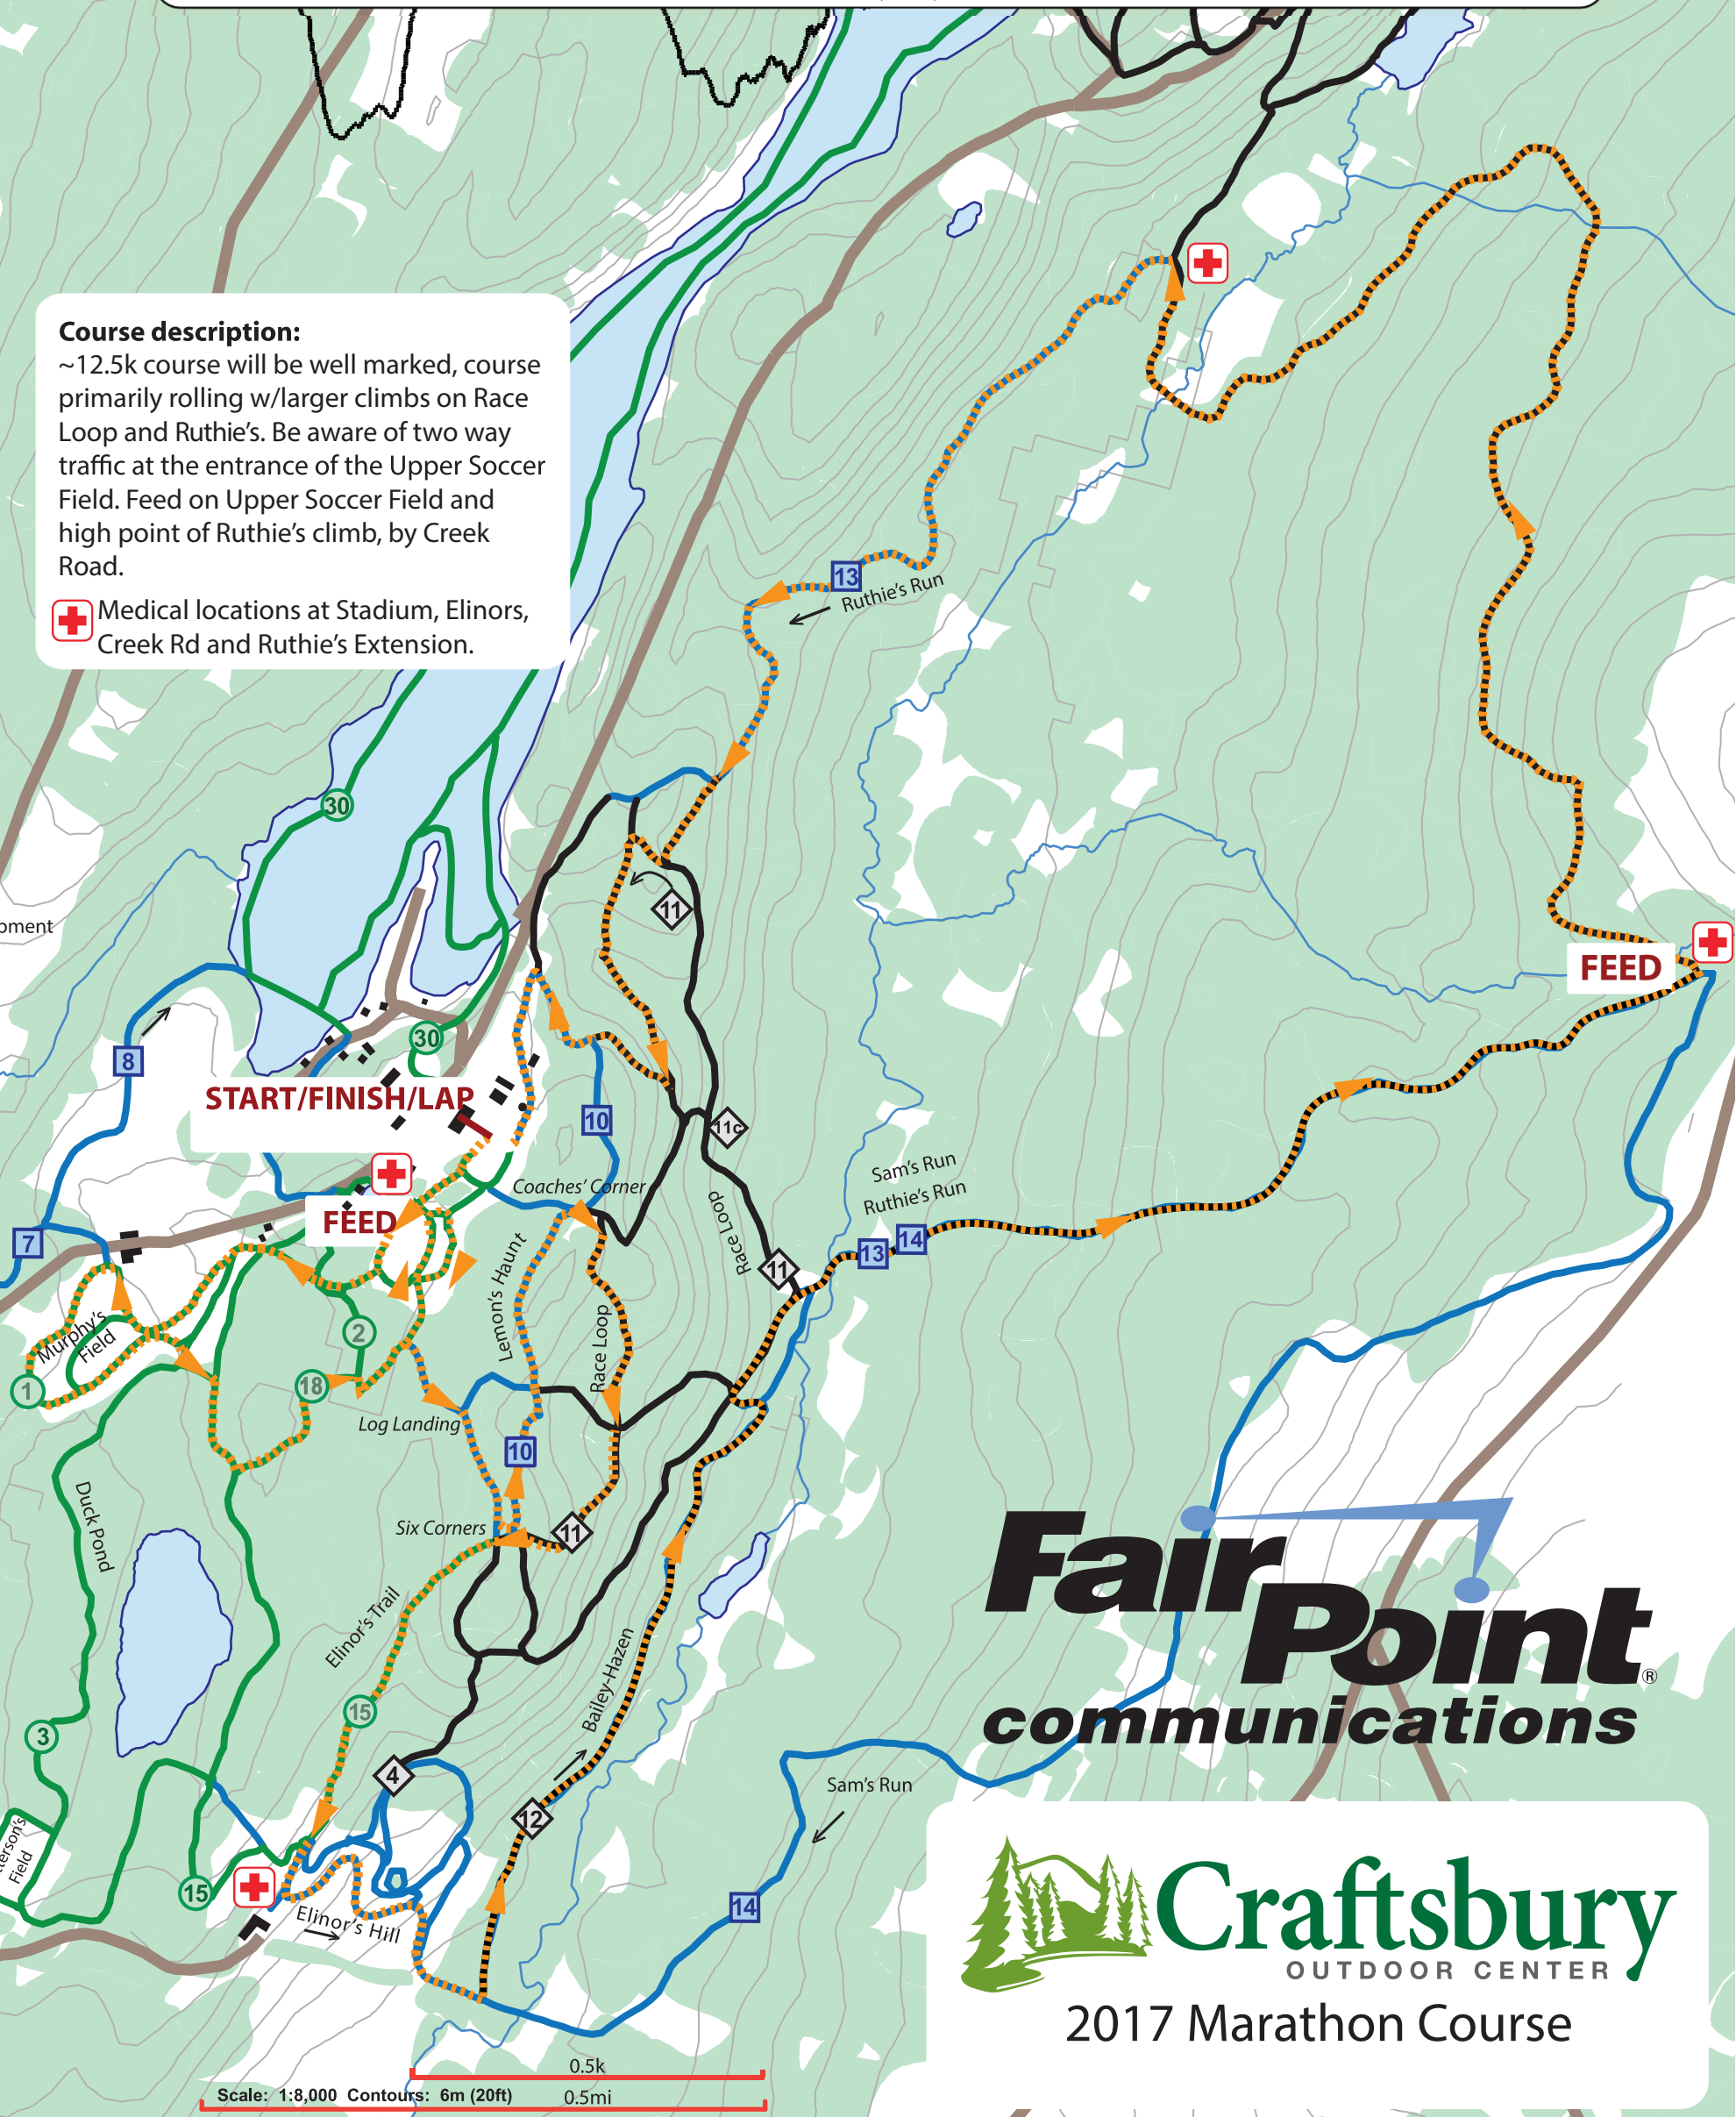 Course description:
~12.5k course will be well marked, course
primarily rolling w/larger climbs on Race
Loop and Ruthie's. Be aware of two way
traffic at the entrance of the Upper Soccer
Field. Feed on Upper Soccer Field and
high point of Ruthie's climb, by Creek
Road.
Medical locations at Stadium, Elinors,
Creek Rd and Ruthie's Extension.
13
Ruthie's Run
30
11
pment
FEED
30
8
START/FINISH/LAP
10
11c
Sam's Run
Ruthie's Run
Coaches' Corner
FEED
7
14
13
Race Loop
11
Lemon's Haunt
Murphy's
Field
2
Race Loop
1
18
Log Landing
10
Duck Pond
Six Corners
11
Elinor's Trail
Bailey-Hazen
15
3
4
12
Sam's Run
terson's
Field
15
14
Elinor's Hill
FairPoint®
communications
Craftsbury
OUTDOOR CENTER
2017 Marathon Course
0.5k
Scale: 1:8,000 Contours: 6m (20ft)
0.5mi